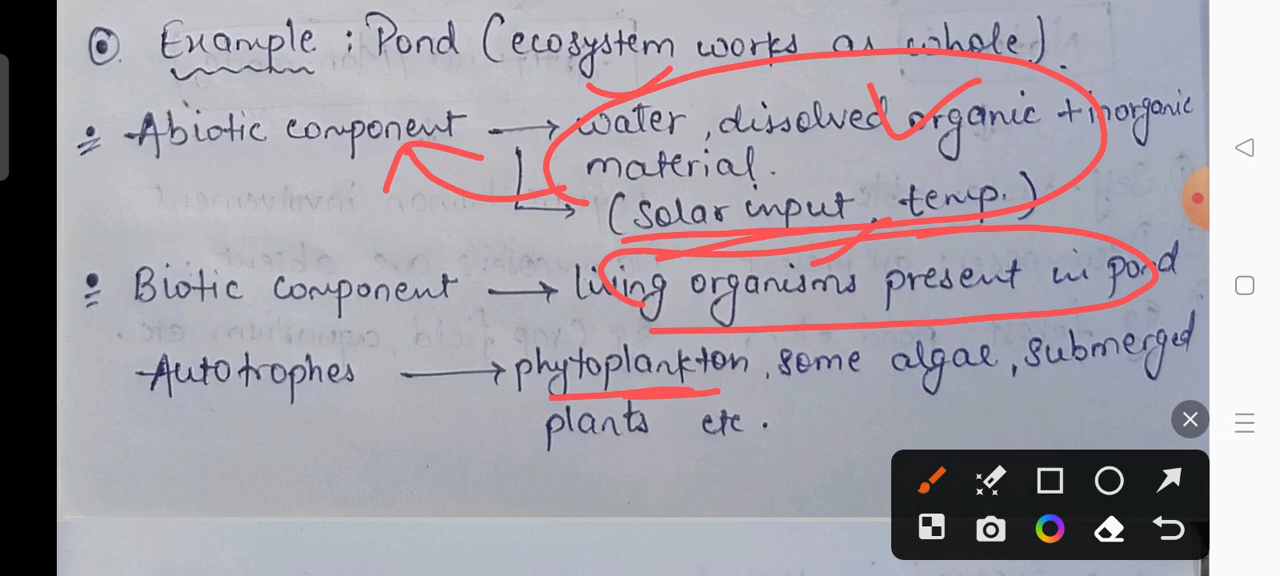 Example : Pond (ecosystem works as whole).
Abiotic component → water, dissolved organic + inorganic
material.
→ (solar input, temp.)
Biotic component → living organisms present in pond
Autotrophes → phytoplankton, some algae, submerged
plants etc.